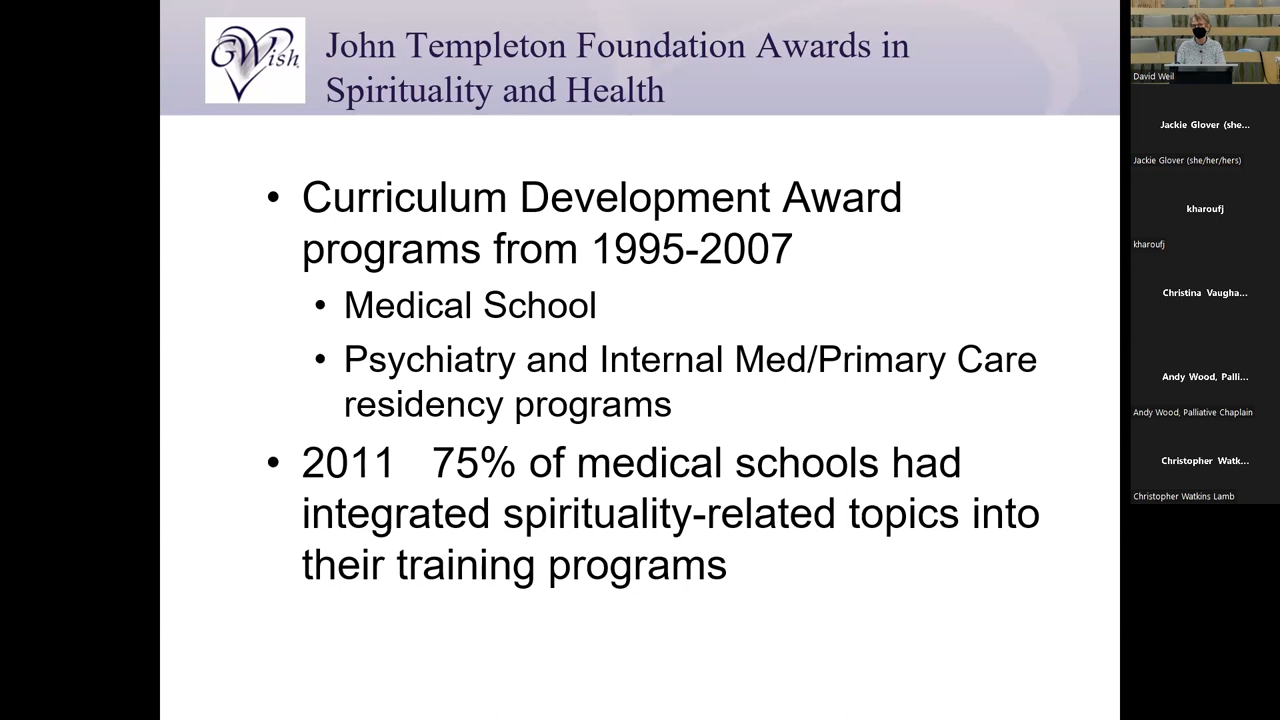 GWish
John Templeton Foundation Awards in
Spirituality and Health
• Curriculum Development Award
programs from 1995-2007
• Medical School
• Psychiatry and Internal Med/Primary Care
residency programs
• 2011 75% of medical schools had
integrated spirituality-related topics into
their training programs
David Weil
Jackie Glover (she...
Jackie Glover (she/her/hers)
kharoufj
kharoufj
Christina Vaugha...
Andy Wood, Palli...
Andy Wood, Palliative Chaplain
Christopher Watk...
Christopher Watkins Lamb